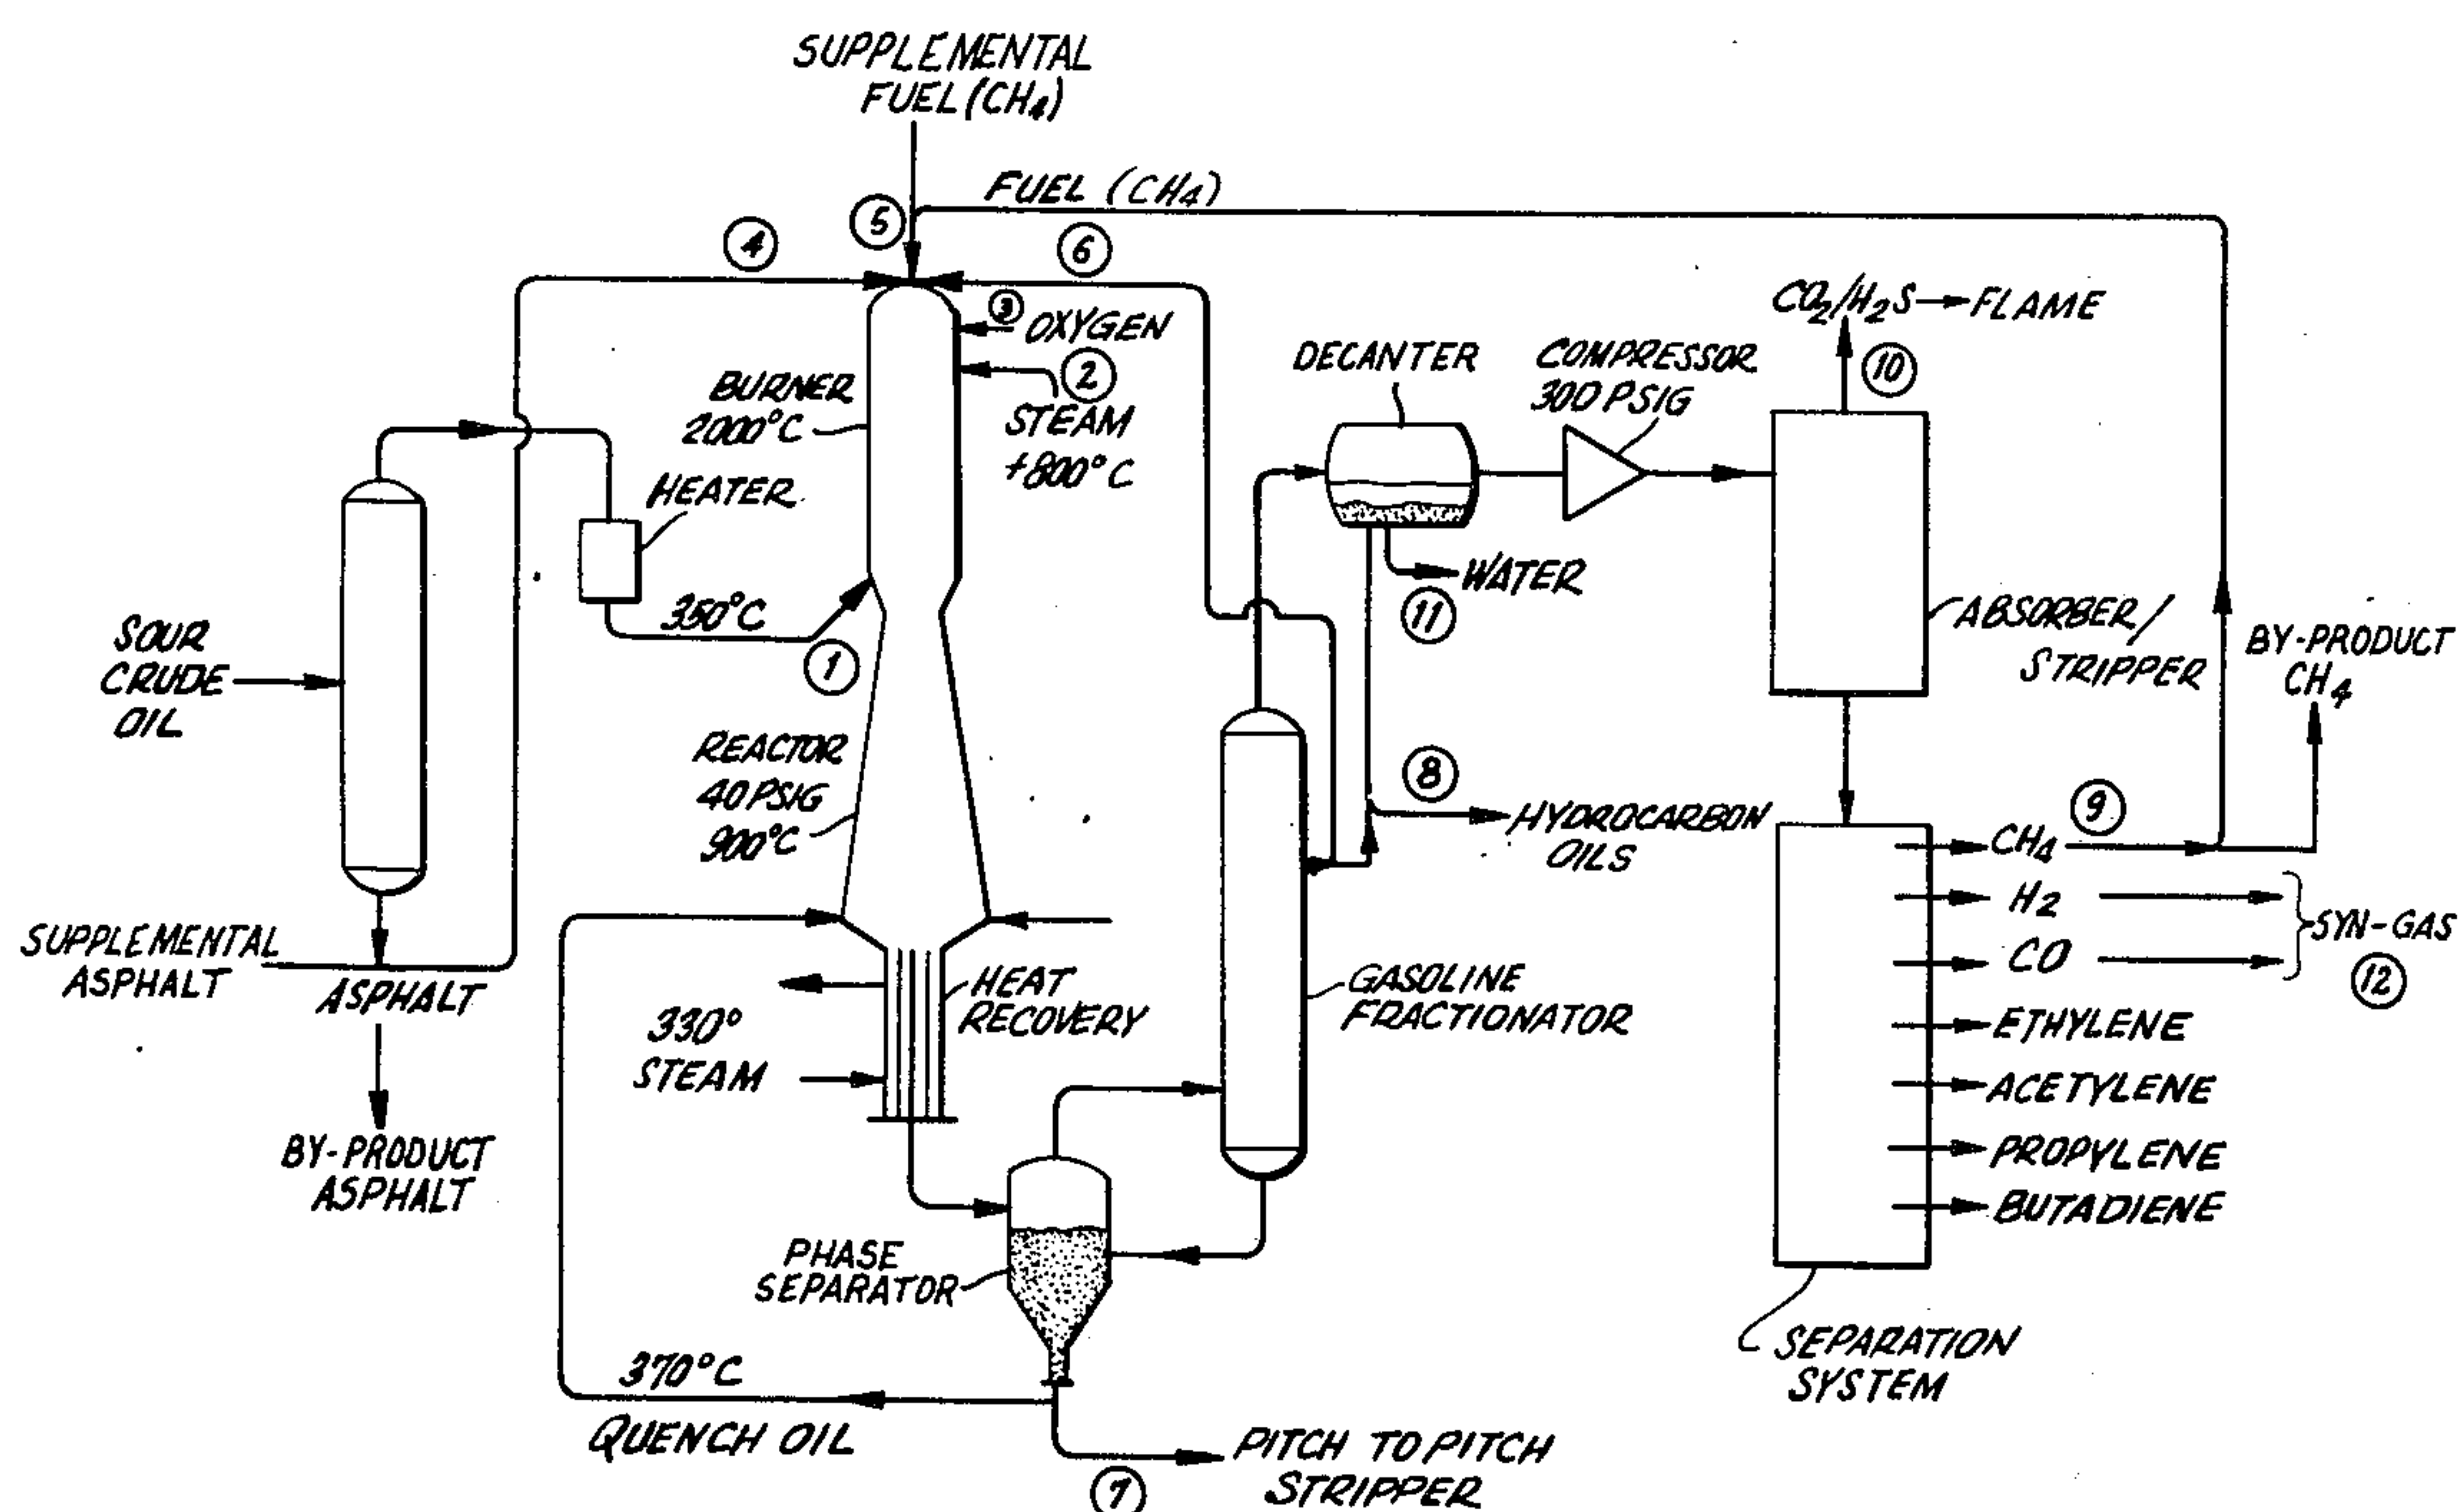 SUPPLEMENTAL
FUEL (CH4)
FUEL (CH4)
5
4
6
3
OXYGEN
2
STEAM
+800°C
BURNER
2000°C
HEATER
350°C
1
SOUR
CRUDE
OIL
REACTOR
40 PSIG
900°C
SUPPLEMENTAL
ASPHALT
ASPHALT
BY-PRODUCT
ASPHALT
330°
STEAM
HEAT
RECOVERY
PHASE
SEPARATOR
370°C
QUENCH OIL
7
PITCH TO PITCH
STRIPPER
GASOLINE
FRACTIONATOR
DECANTER
COMPRESSOR
300 PSIG
WATER
11
8
HYDROCARBON
OILS
CO2/H2S
FLAME
10
ABSORBER/
STRIPPER
BY-PRODUCT
CH4
9
CH4
H2
CO
SYN-GAS
12
ETHYLENE
ACETYLENE
PROPYLENE
BUTADIENE
SEPARATION
SYSTEM